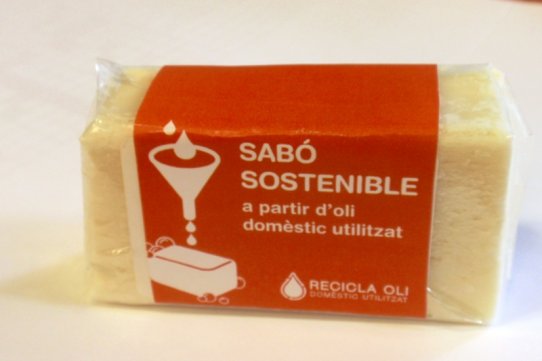 SABÓ
SOSTENIBLE
a partir d'oli
domèstic utilitzat
RECICLA OLI
DOMÈSTIC UTILITZAT